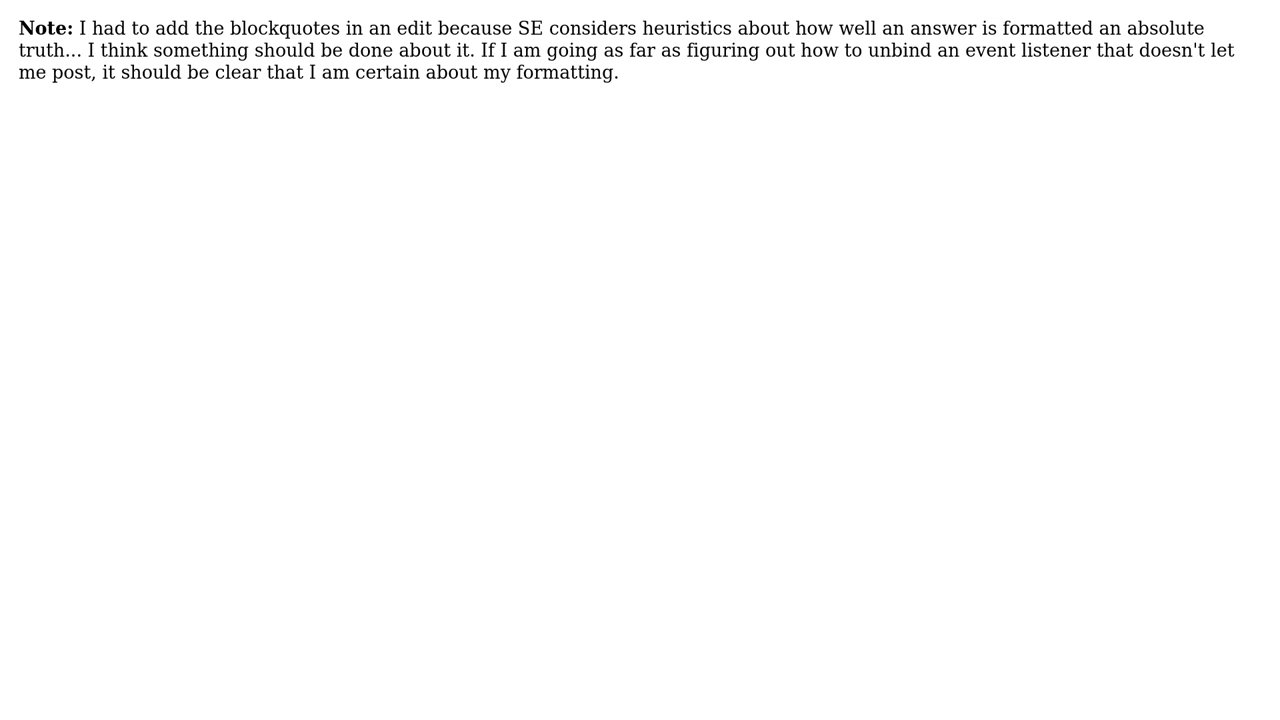 Note: I had to add the blockquotes in an edit because SE considers heuristics about how well an answer is formatted an absolute
truth... I think something should be done about it. If I am going as far as figuring out how to unbind an event listener that doesn't let
me post, it should be clear that I am certain about my formatting.